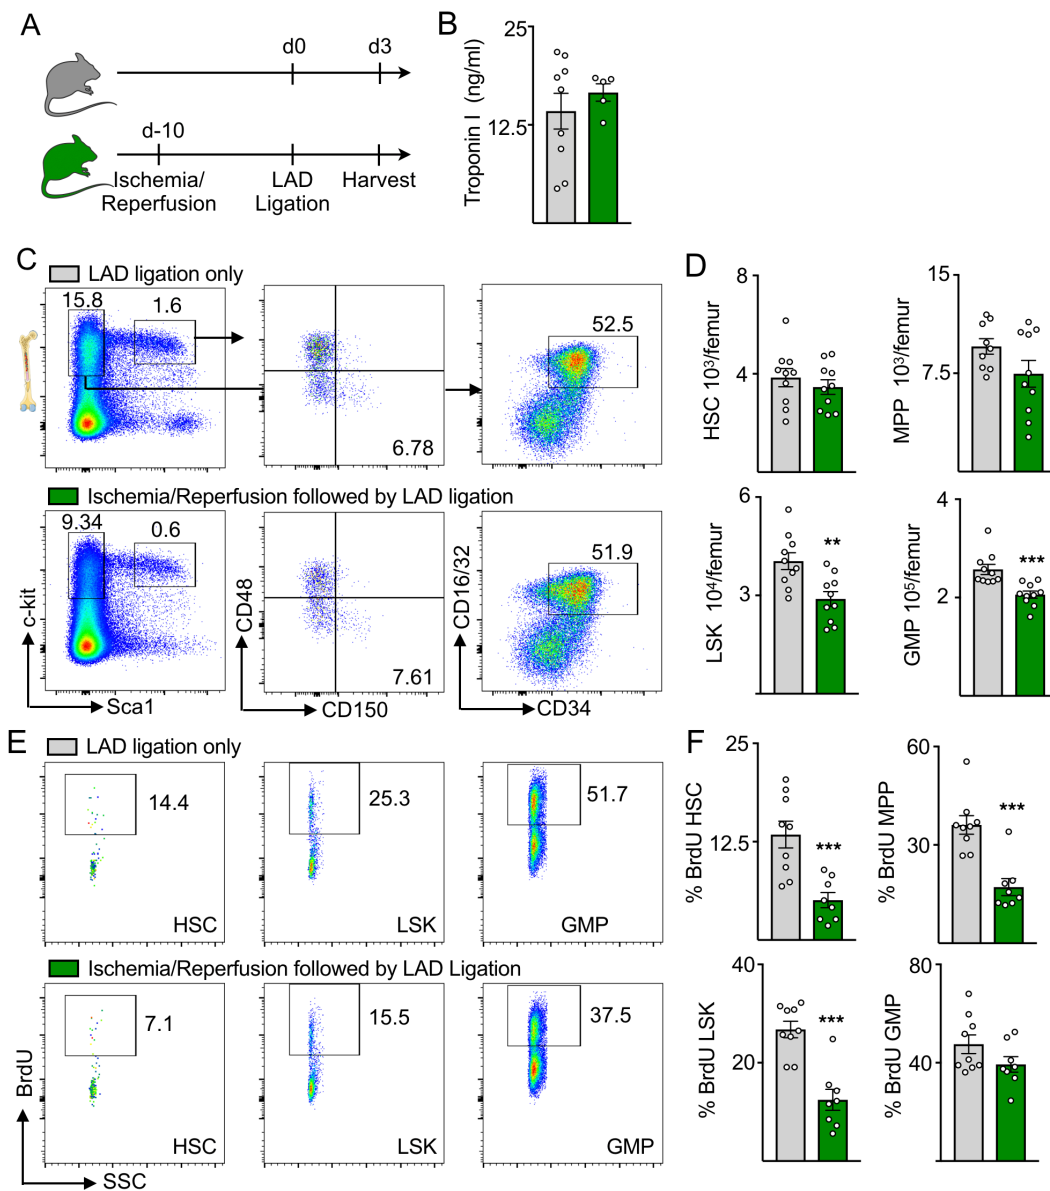 A
d0
d3
d-10
Ischemia/
Reperfusion
LAD
Ligation
Harvest
B
Troponin I (ng/ml)
25
12.5
C
LAD ligation only
15.8
1.6
6.78
52.5
Ischemia/Reperfusion followed by LAD ligation
9.34
0.6
7.61
51.9
c-kit
Sca1
CD48
CD150
CD16/32
CD34
D
HSC 10³/femur
8
4
MPP 10³/femur
15
7.5
LSK 10⁴/femur
6
3
**
GMP 10⁵/femur
4
2
***
E
LAD ligation only
14.4
HSC
25.3
LSK
51.7
GMP
Ischemia/Reperfusion followed by LAD Ligation
7.1
HSC
15.5
LSK
37.5
GMP
BrdU
SSC
F
% BrdU HSC
25
12.5
***
% BrdU MPP
60
30
***
% BrdU LSK
40
20
***
% BrdU GMP
80
40